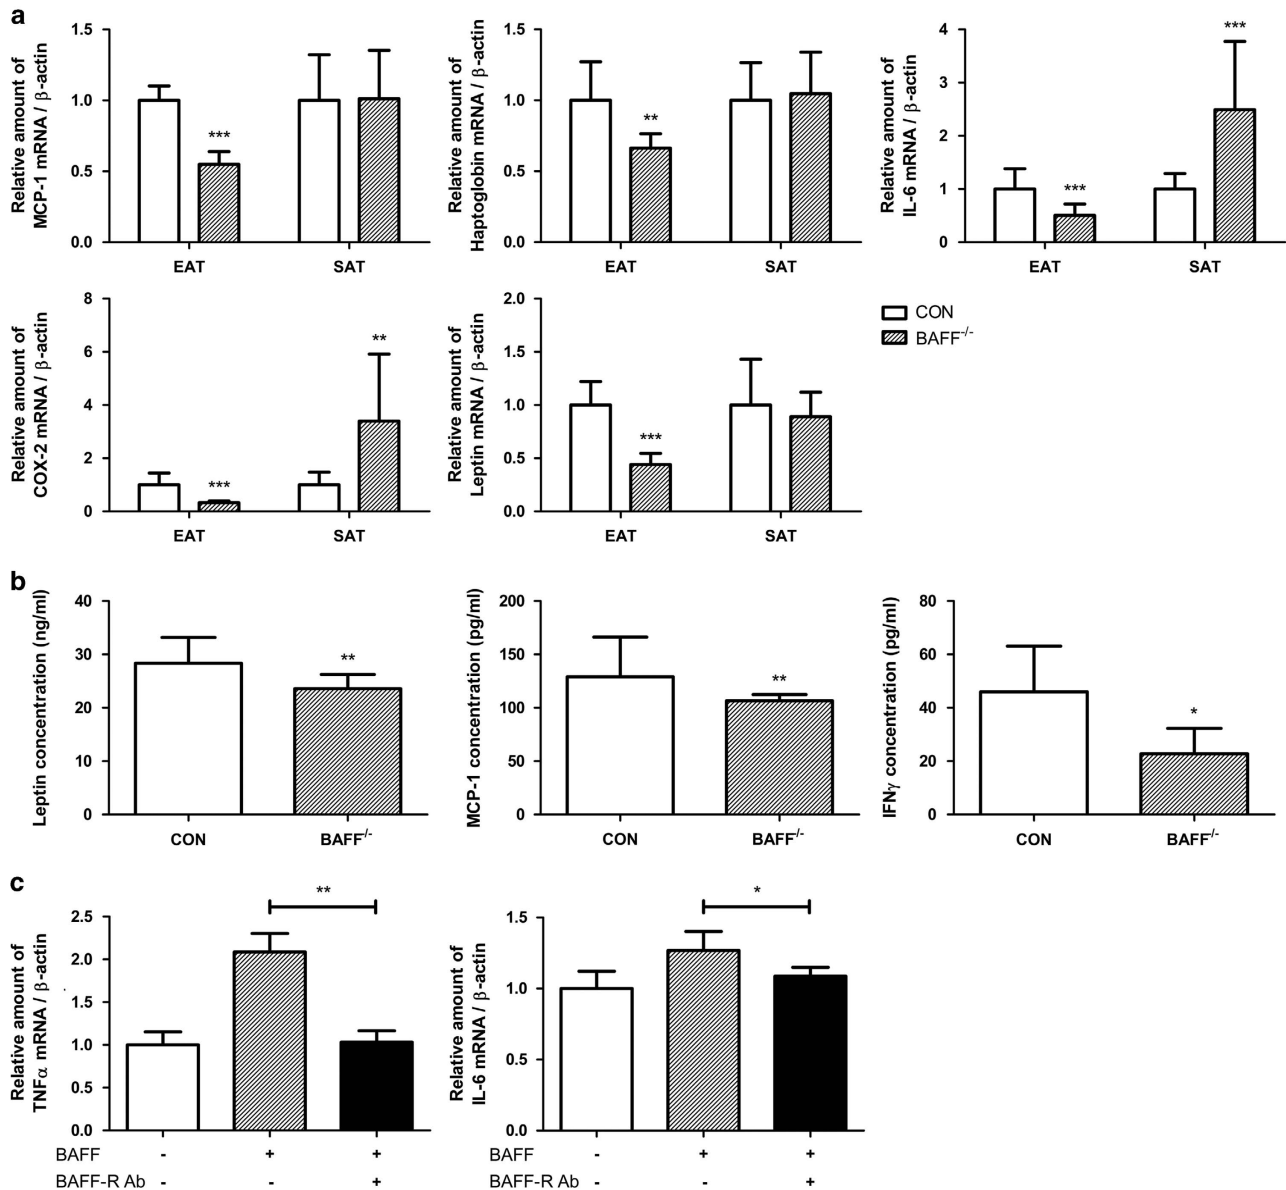 a
Relative amount of
MCP-1 mRNA / β-actin
1.5
1.0
0.5
0.0
***
EAT
SAT
Relative amount of
Haptoglobin mRNA / β-actin
1.5
1.0
0.5
0.0
**
EAT
SAT
Relative amount of
IL-6 mRNA / β-actin
4
3
2
1
0
***
***
EAT
SAT
Relative amount of
COX-2 mRNA / β-actin
8
6
4
2
0
***
**
EAT
SAT
Relative amount of
Leptin mRNA / β-actin
2.0
1.5
1.0
0.5
0.0
***
EAT
SAT
CON
BAFF-/-
b
Leptin concentration (ng/ml)
40
30
20
10
0
**
CON
BAFF/-
MCP-1 concentration (pg/ml)
200
150
100
50
0
**
CON
BAFF/-
IFNγ concentration (pg/ml)
80
60
40
20
0
*
CON
BAFF/-
c
Relative amount of
TNFα mRNA / β-actin
2.5
2.0
1.5
1.0
0.5
0.0
**
BAFF - + +
BAFF-R Ab - - +
Relative amount of
IL-6 mRNA / β-actin
1.5
1.0
0.5
0.0
*
BAFF - + +
BAFF-R Ab - - +